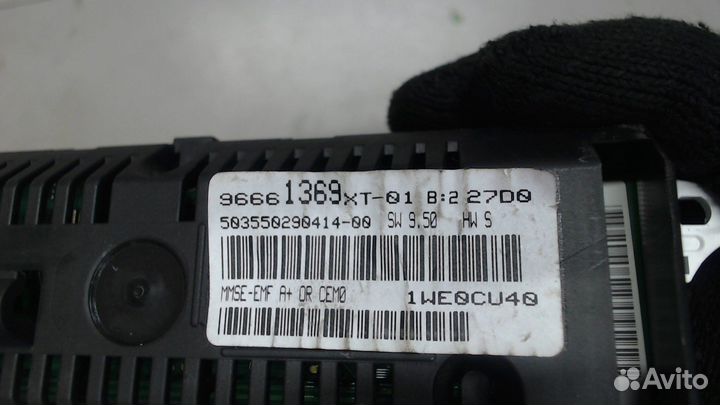 96661369XT-01 B:2 27D0
503550290414-00 SW 9.50 HW S
MMSE-EMF A+ OR CEM0 1WE0CU40
Avito